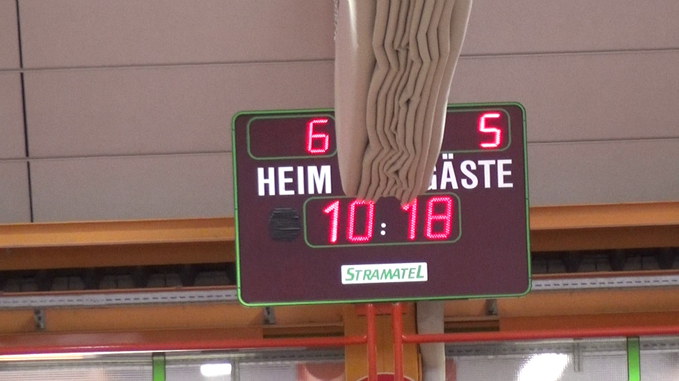 6 5
HEIM GÄSTE
10:18
STRAMATEL